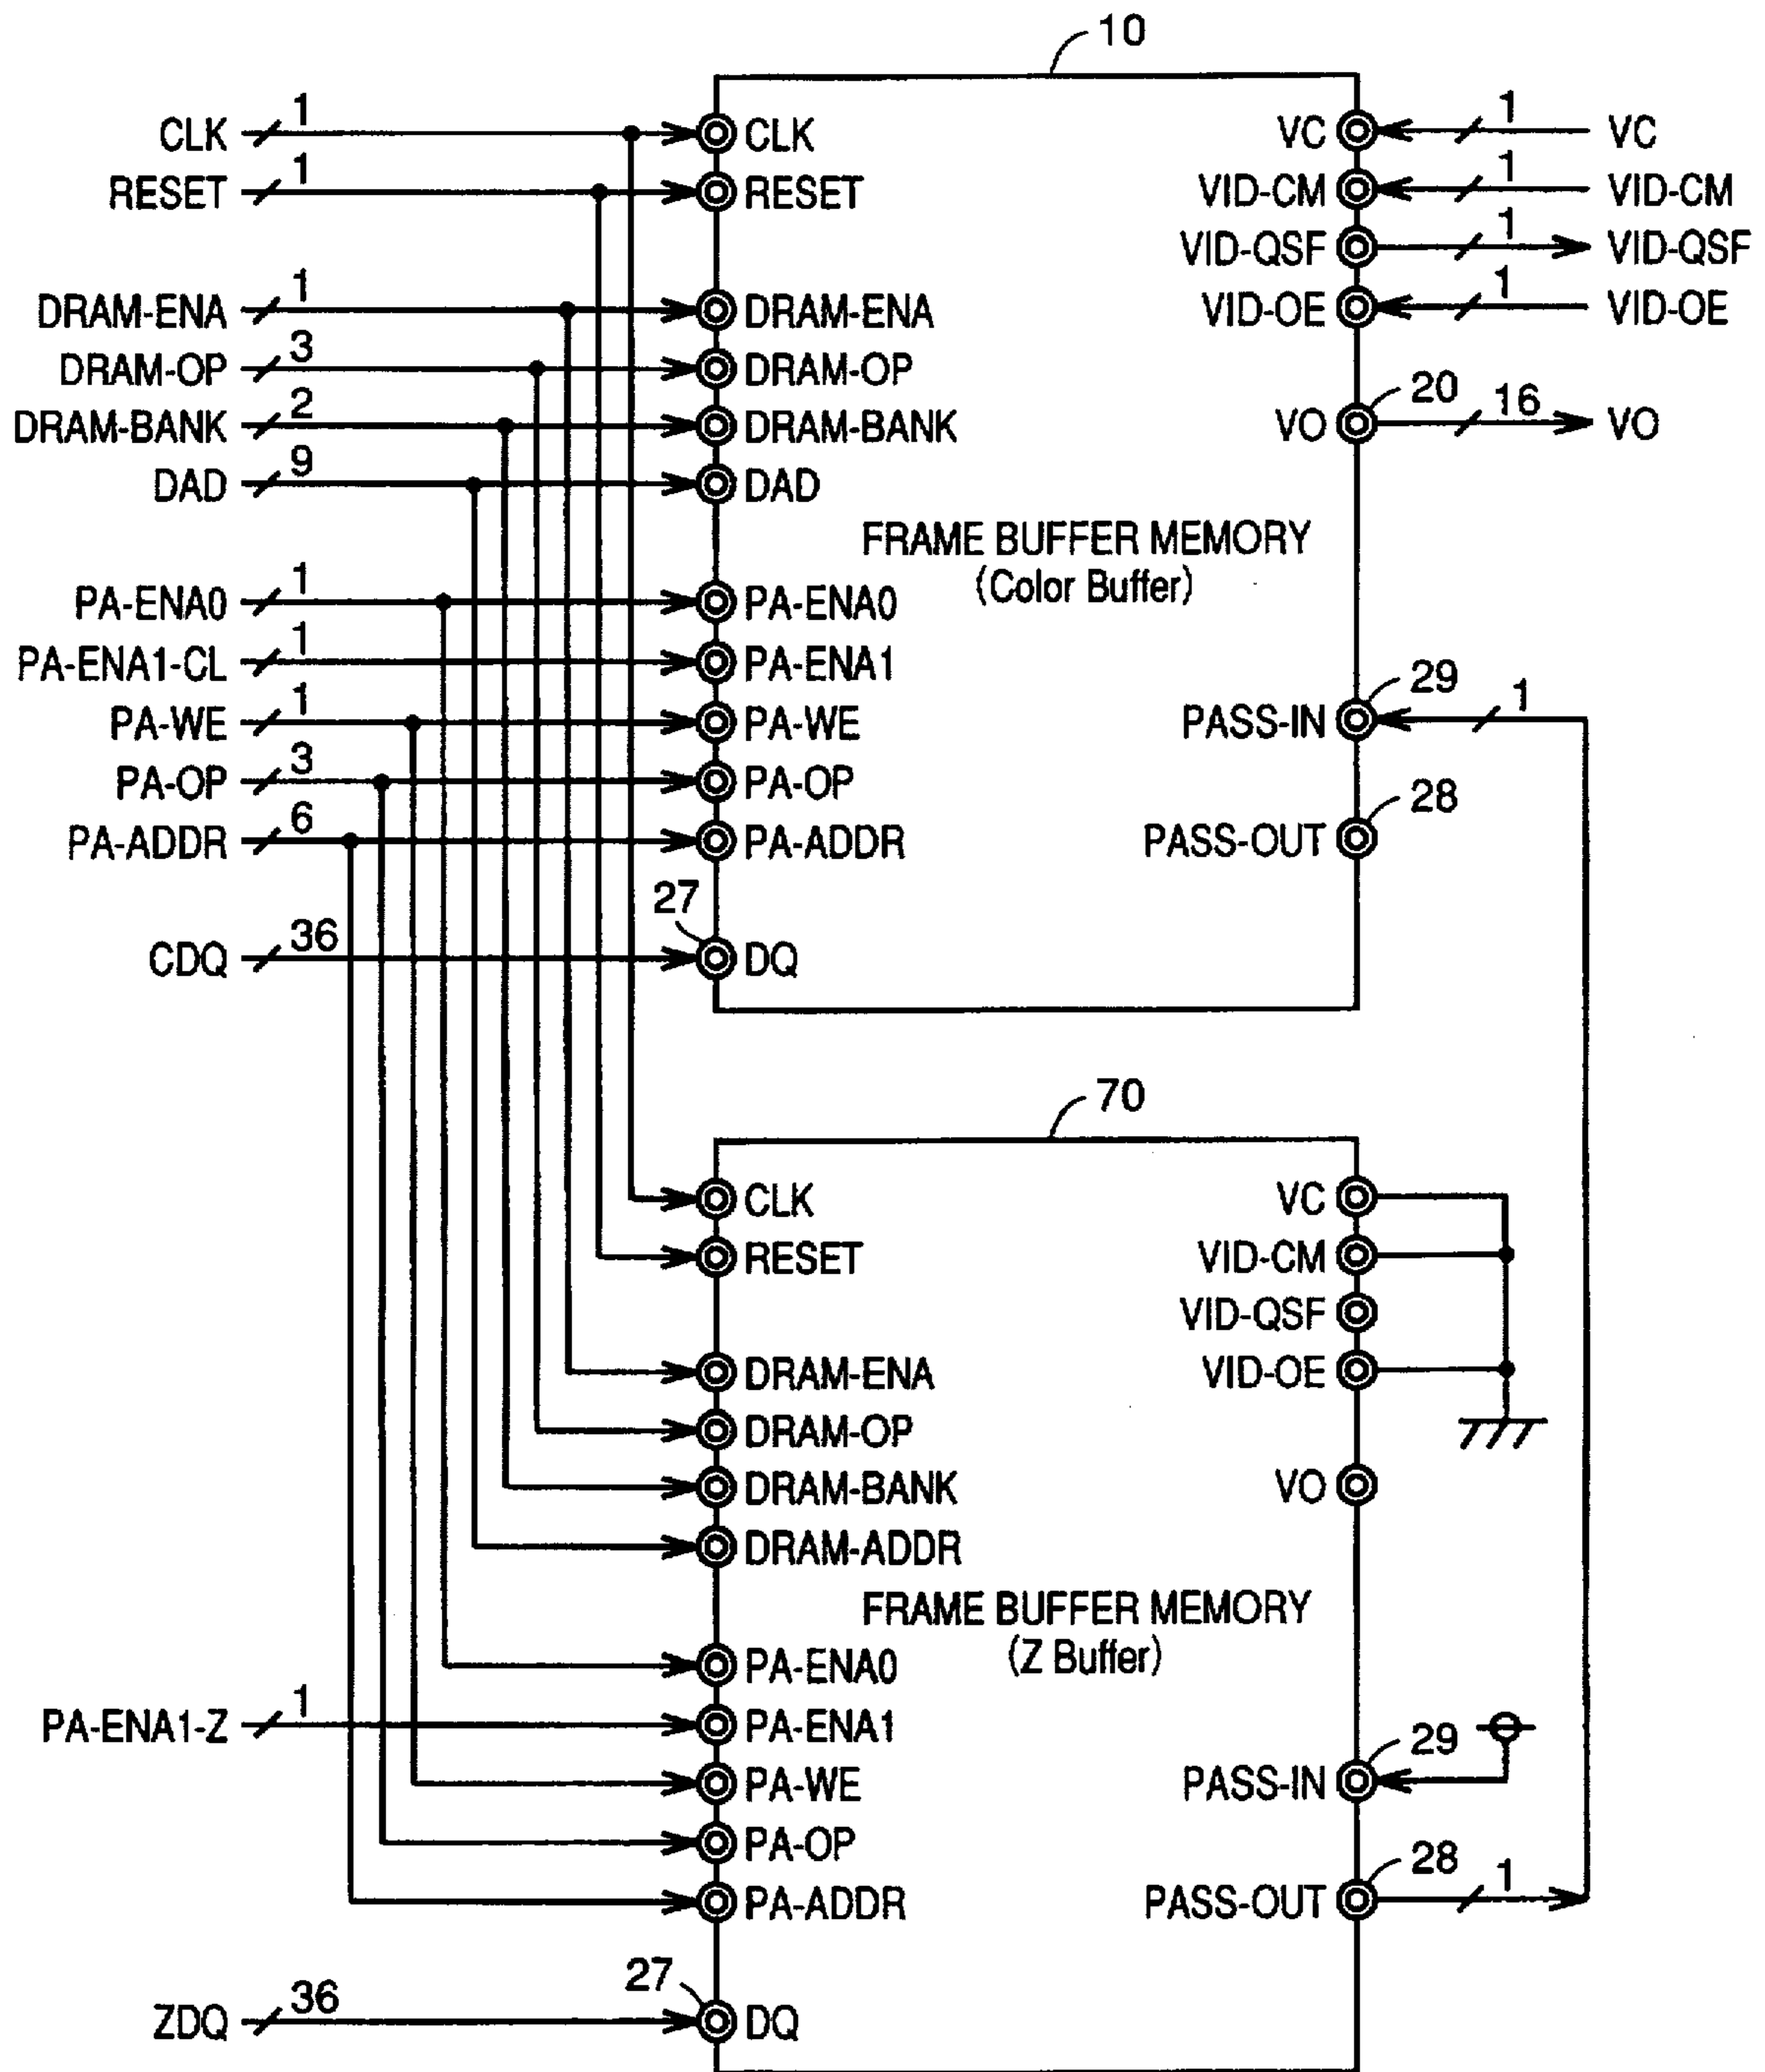 10
CLK 1 CLK VC 1 VC
RESET 1 RESET VID-CM 1 VID-CM
VID-QSF 1 VID-QSF
DRAM-ENA 1 DRAM-ENA VID-OE 1 VID-OE
DRAM-OP 3 DRAM-OP
DRAM-BANK 2 DRAM-BANK VO 20 16 VO
DAD 9 DAD
FRAME BUFFER MEMORY
(Color Buffer)
PA-ENA0 1 PA-ENA0
PA-ENA1-CL 1 PA-ENA1
PA-WE 1 PA-WE PASS-IN 29 1
PA-OP 3 PA-OP
PA-ADDR 6 PA-ADDR PASS-OUT 28
CDQ 36 27 DQ
70
CLK VC
RESET VID-CM
VID-QSF
DRAM-ENA VID-OE
DRAM-OP
DRAM-BANK VO
DRAM-ADDR
FRAME BUFFER MEMORY
(Z Buffer)
PA-ENA0
PA-ENA1-Z 1 PA-ENA1
PA-WE PASS-IN 29
PA-OP
PA-ADDR PASS-OUT 28 1
ZDQ 36 27 DQ